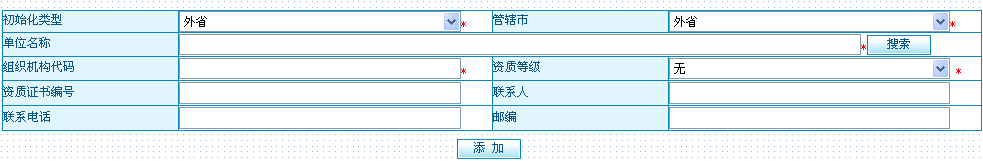 初始化类型 外省 * 管辖市 外省 *
单位名称 * 搜索
组织机构代码 * 资质等级 无 *
资质证书编号 联系人
联系电话 邮编
添 加